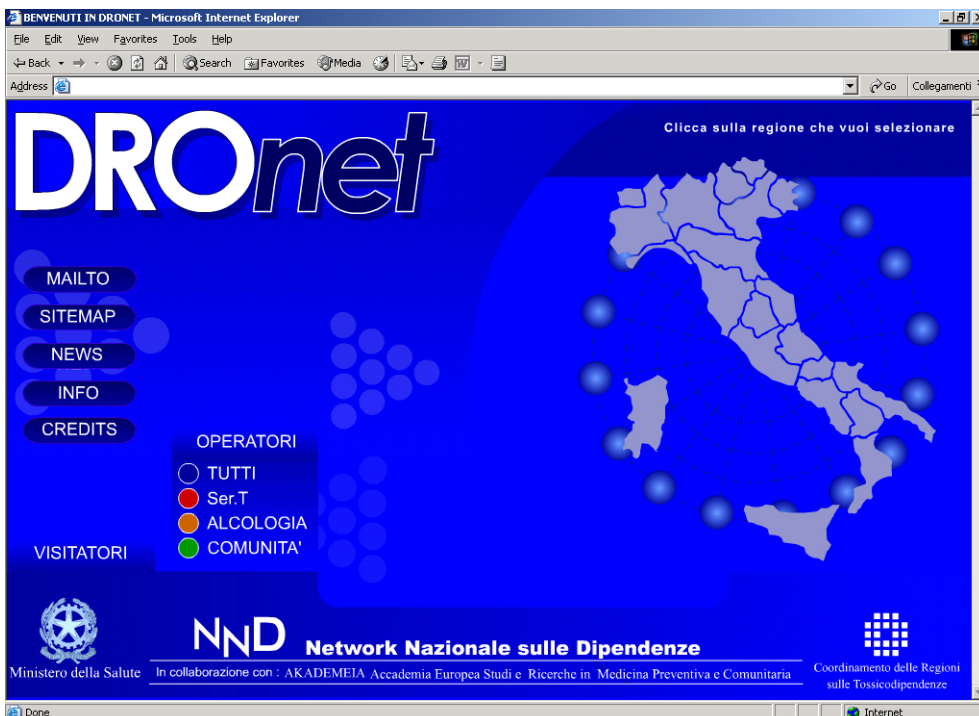 BENVENUTI IN DRONET - Microsoft Internet Explorer
File Edit View Favorites Tools Help
Back Search Favorites Media
Address Go Collegamenti
DROnet
Clicca sulla regione che vuoi selezionare
MAILTO
SITEMAP
NEWS
INFO
CREDITS
OPERATORI
TUTTI
Ser.T
ALCOLOGIA
COMUNITA'
VISITATORI
NND Network Nazionale sulle Dipendenze
Ministero della Salute
In collaborazione con : AKADEMEIA Accademia Europea Studi e Ricerche in Medicina Preventiva e Comunitaria
Coordinamento delle Regioni
sulle Tossicodipendenze
Done Internet